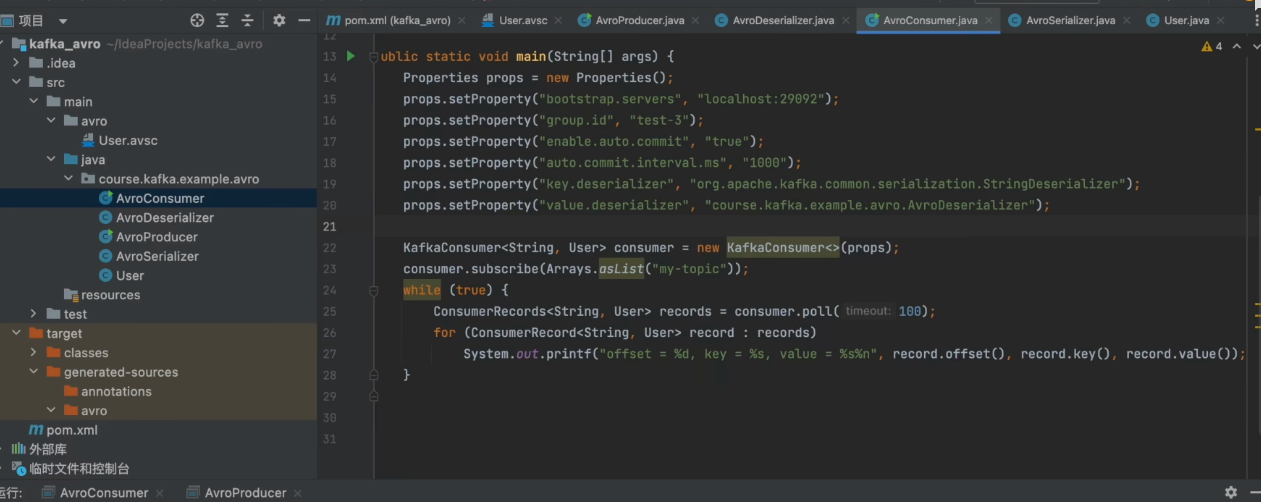 项目
pom.xml (kafka_avro)
User.avsc
AvroProducer.java
AvroDeserializer.java
AvroConsumer.java
AvroSerializer.java
User.java
kafka_avro ~/IdeaProjects/kafka_avro
.idea
src
main
avro
User.avsc
java
course.kafka.example.avro
AvroConsumer
AvroDeserializer
AvroProducer
AvroSerializer
User
resources
test
target
classes
generated-sources
annotations
avro
pom.xml
外部库
临时文件和控制台
4
12
13 ublic static void main(String[] args) {
14 Properties props = new Properties();
15 props.setProperty("bootstrap.servers", "localhost:29092");
16 props.setProperty("group.id", "test-3");
17 props.setProperty("enable.auto.commit", "true");
18 props.setProperty("auto.commit.interval.ms", "1000");
19 props.setProperty("key.deserializer", "org.apache.kafka.common.serialization.StringDeserializer");
20 props.setProperty("value.deserializer", "course.kafka.example.avro.AvroDeserializer");
21
22 KafkaConsumer<String, User> consumer = new KafkaConsumer<>(props);
23 consumer.subscribe(Arrays.asList("my-topic"));
24 while (true) {
25 ConsumerRecords<String, User> records = consumer.poll( timeout: 100);
26 for (ConsumerRecord<String, User> record : records)
27 System.out.printf("offset = %d, key = %s, value = %s%n", record.offset(), record.key(), record.value());
28 }
29
30
31
运行:
AvroConsumer
AvroProducer